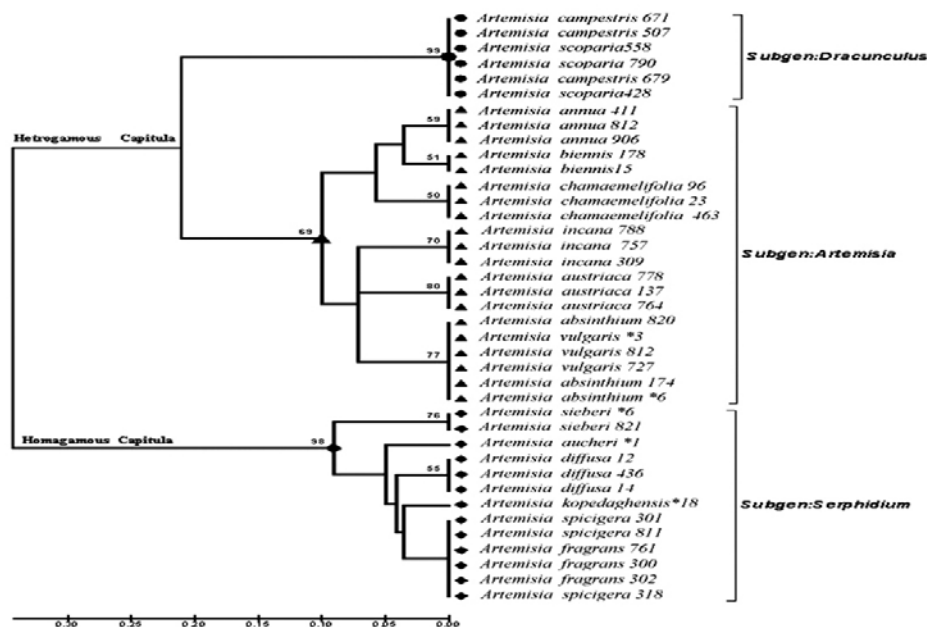 Artemisia campestris 671
Artemisia campestris 507
Artemisia scoparia558
99
Artemisia scoparia 790
Subgen:Dracunculus
Artemisia campestris 679
Artemisia scoparia428
Artemisia annua 411
59
Artemisia annua 812
Hetrogamous Capitula
Artemisia annua 906
Artemisia biennis 178
51
Artemisia biennis15
Artemisia chamaemelifolia 96
50
Artemisia chamaemelifolia 23
Artemisia chamaemelifolia 463
69
Artemisia incana 788
70
Artemisia incana 757
Subgen:Artemisia
Artemisia incana 309
Artemisia austriaca 778
80
Artemisia austriaca 137
Artemisia austriaca 764
Artemisia absinthium 820
Artemisia vulgaris *3
Artemisia vulgaris 812
77
Artemisia vulgaris 727
Artemisia absinthium 174
Artemisia absinthium *6
Artemisia sieberi *6
76
Artemisia sieberi 821
Homagamous Capitula
98
Artemisia aucheri *1
Artemisia diffusa 12
55
Artemisia diffusa 436
Artemisia diffusa 14
Artemisia kopedaghensis*18
Subgen:Serphidium
Artemisia spicigera 301
Artemisia spicigera 811
Artemisia fragrans 761
Artemisia fragrans 300
Artemisia fragrans 302
Artemisia spicigera 318
0.20 0.25 0.15 0.10 0.05 0.00